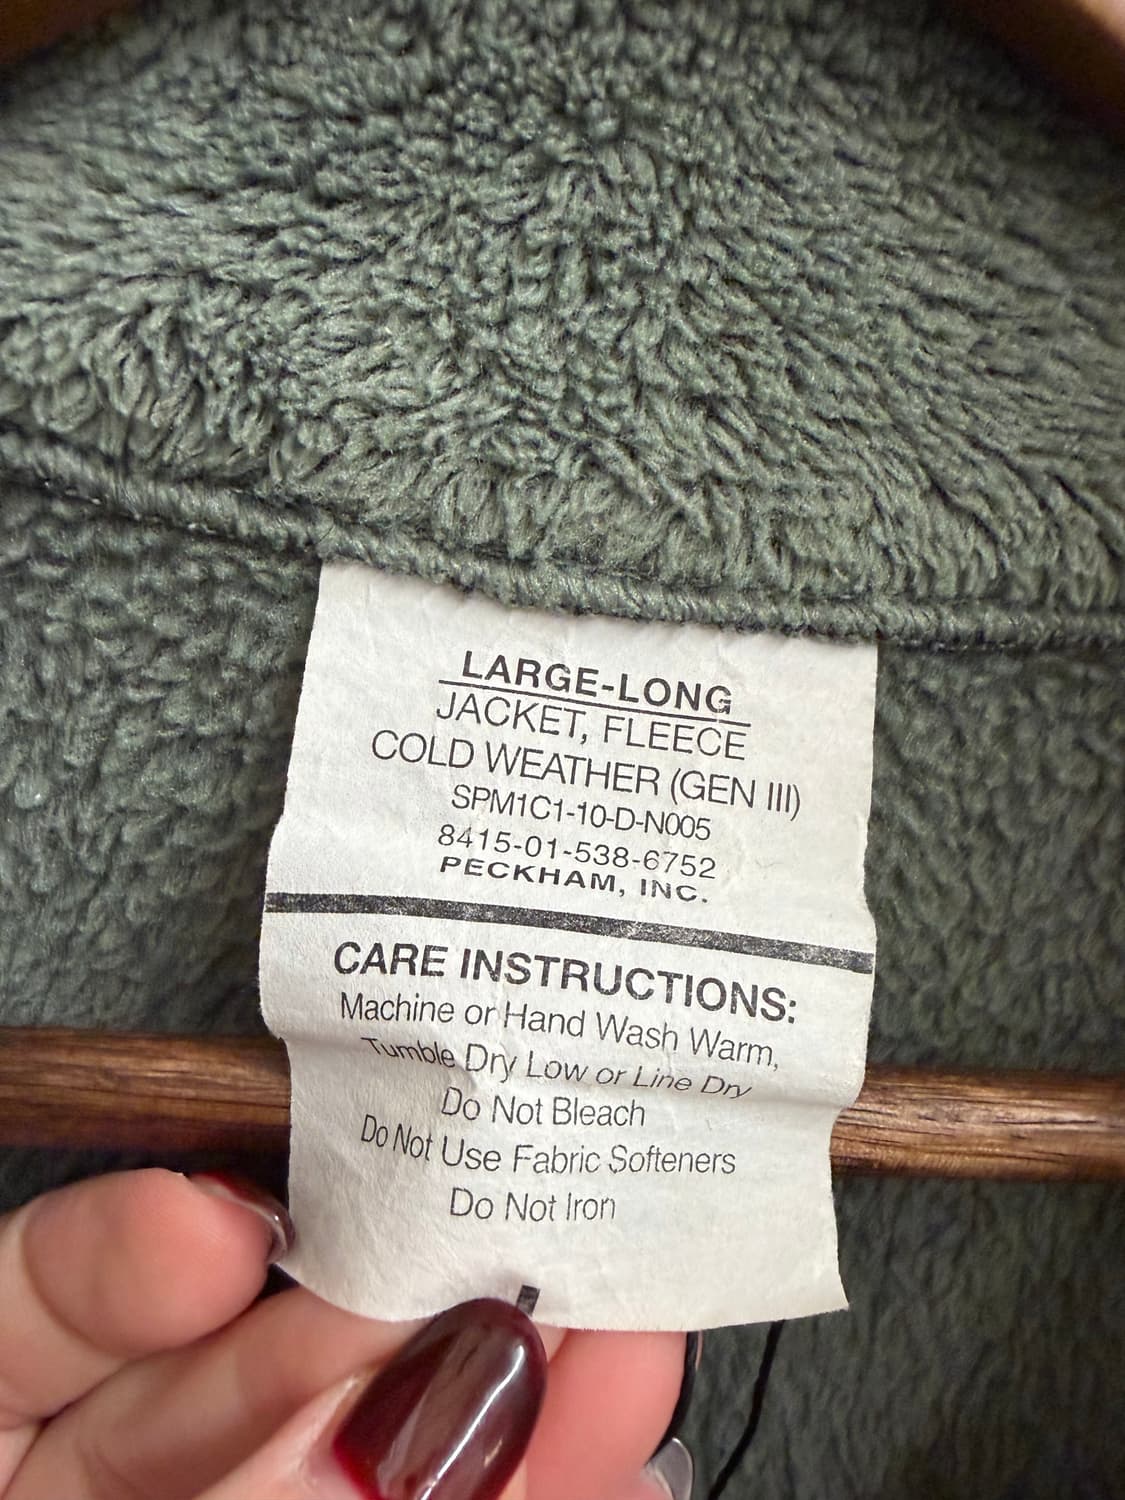 LARGE-LONG
JACKET, FLEECE
COLD WEATHER (GEN III)
SPM1C1-10-D-N005
8415-01-538-6752
PECKHAM, INC.
CARE INSTRUCTIONS:
Machine or Hand Wash Warm,
Tumble Dry Low or Line Dry
Do Not Bleach
Do Not Use Fabric Softeners
Do Not Iron